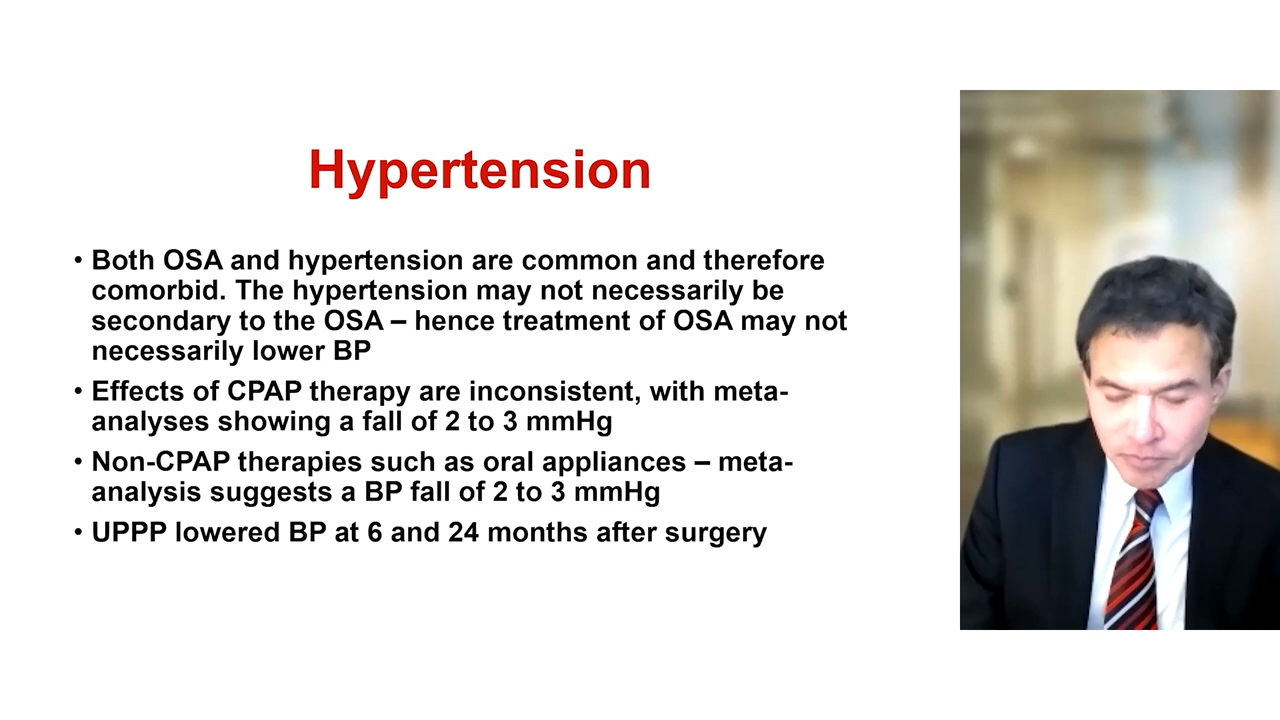 Hypertension
• Both OSA and hypertension are common and therefore
comorbid. The hypertension may not necessarily be
secondary to the OSA – hence treatment of OSA may not
necessarily lower BP
• Effects of CPAP therapy are inconsistent, with meta-
analyses showing a fall of 2 to 3 mmHg
• Non-CPAP therapies such as oral appliances – meta-
analysis suggests a BP fall of 2 to 3 mmHg
• UPPP lowered BP at 6 and 24 months after surgery